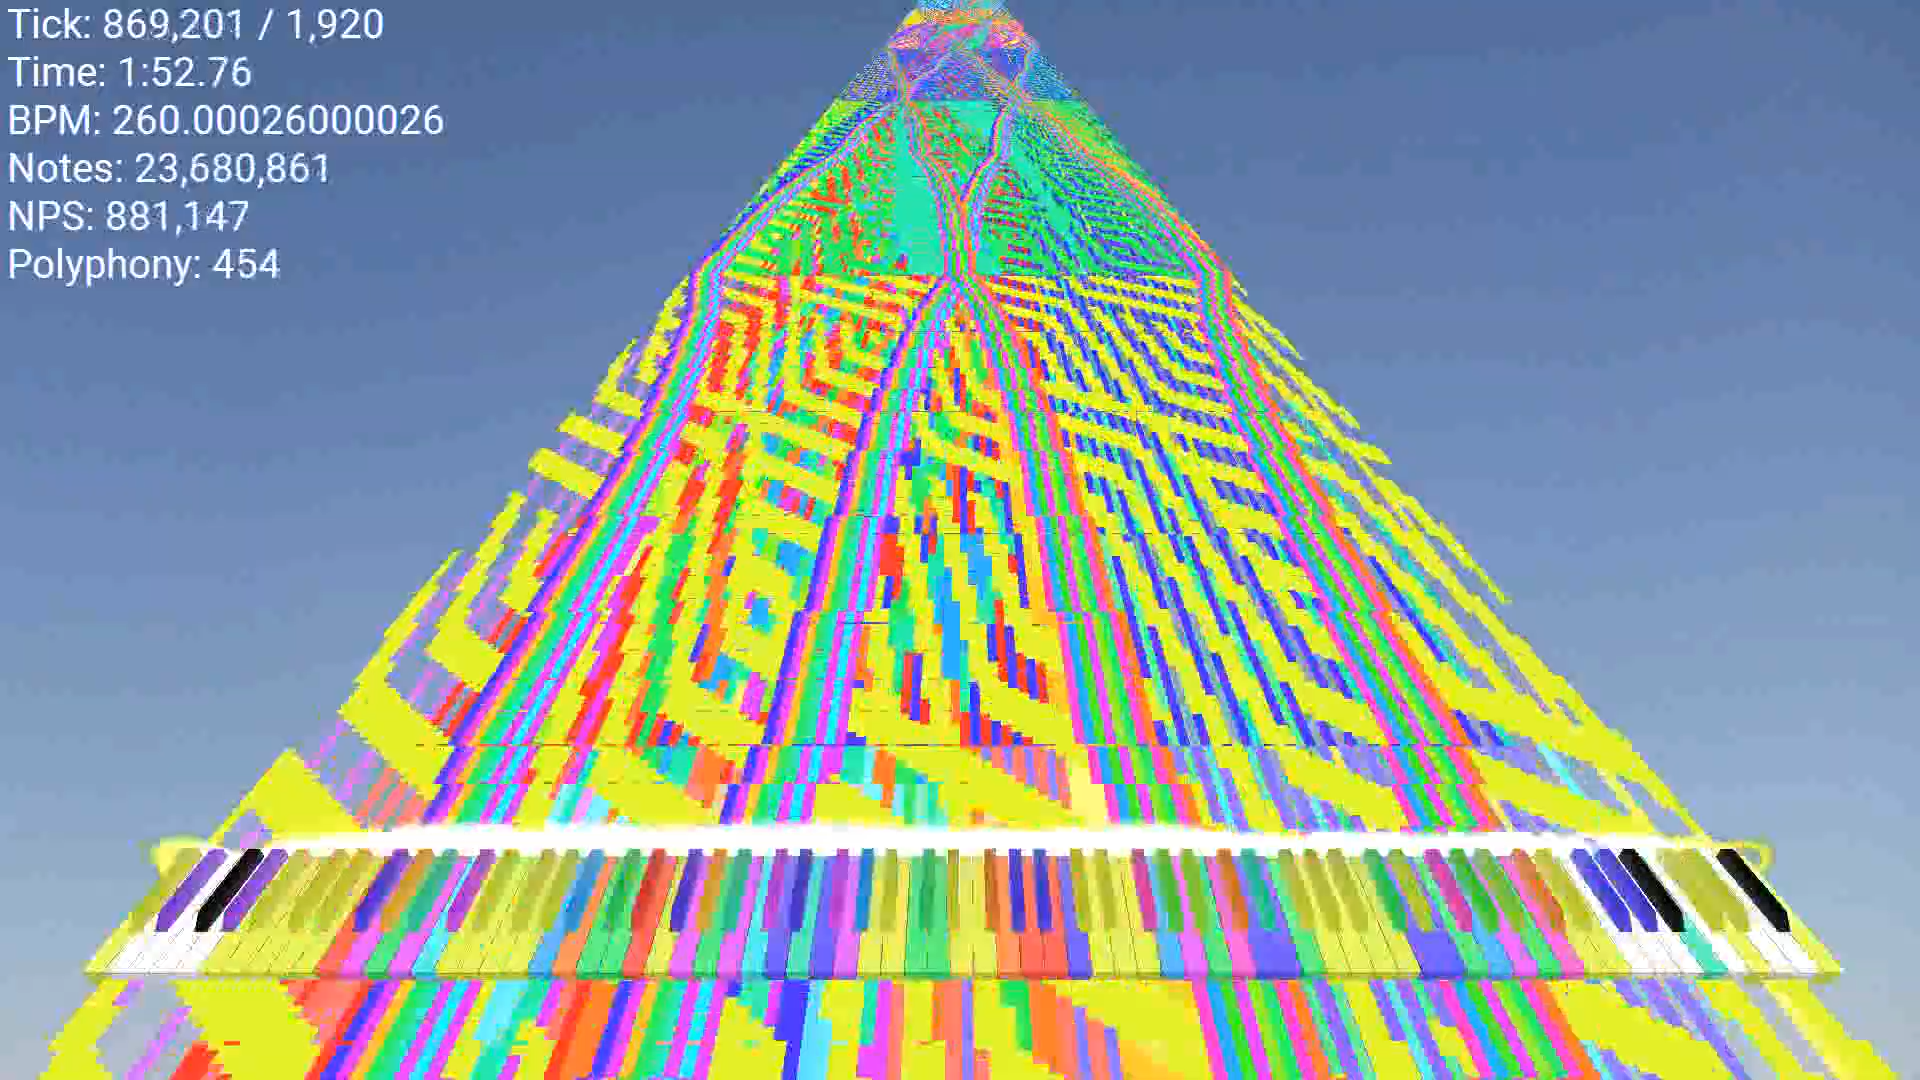 Tick: 869,201 / 1,920
Time: 1:52.76
BPM: 260.00026000026
Notes: 23,680,861
NPS: 881,147
Polyphony: 454